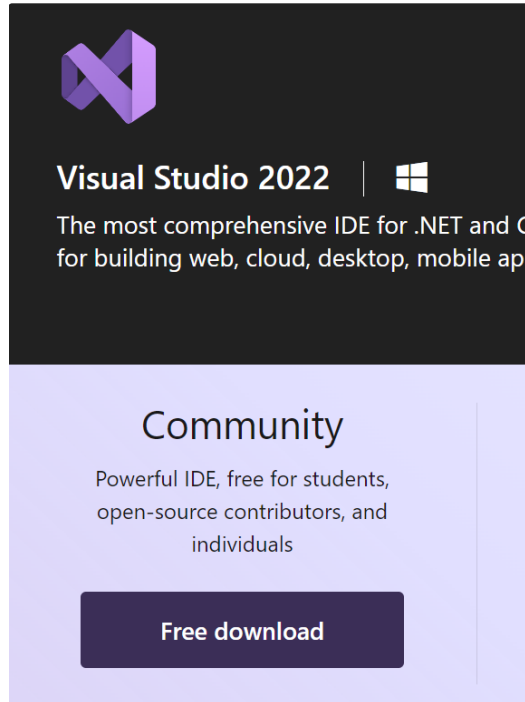 Visual Studio 2022
The most comprehensive IDE for .NET and
for building web, cloud, desktop, mobile ap
Community
Powerful IDE, free for students,
open-source contributors, and
individuals
Free download